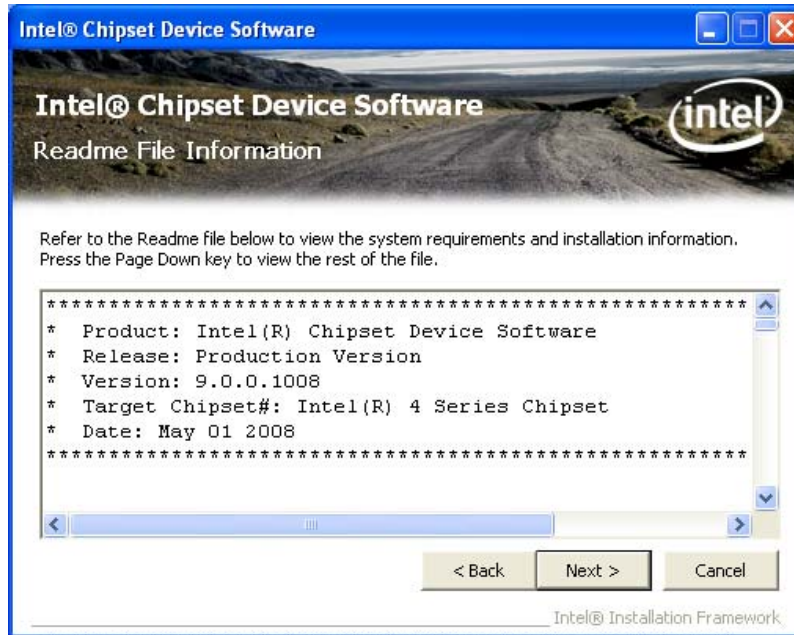 Intel® Chipset Device Software
Intel® Chipset Device Software
intel
Readme File Information
Refer to the Readme file below to view the system requirements and installation information.
Press the Page Down key to view the rest of the file.
********************************************************
* Product: Intel(R) Chipset Device Software
* Release: Production Version
* Version: 9.0.0.1008
* Target Chipset#: Intel(R) 4 Series Chipset
* Date: May 01 2008
********************************************************
< Back Next > Cancel
Intel® Installation Framework